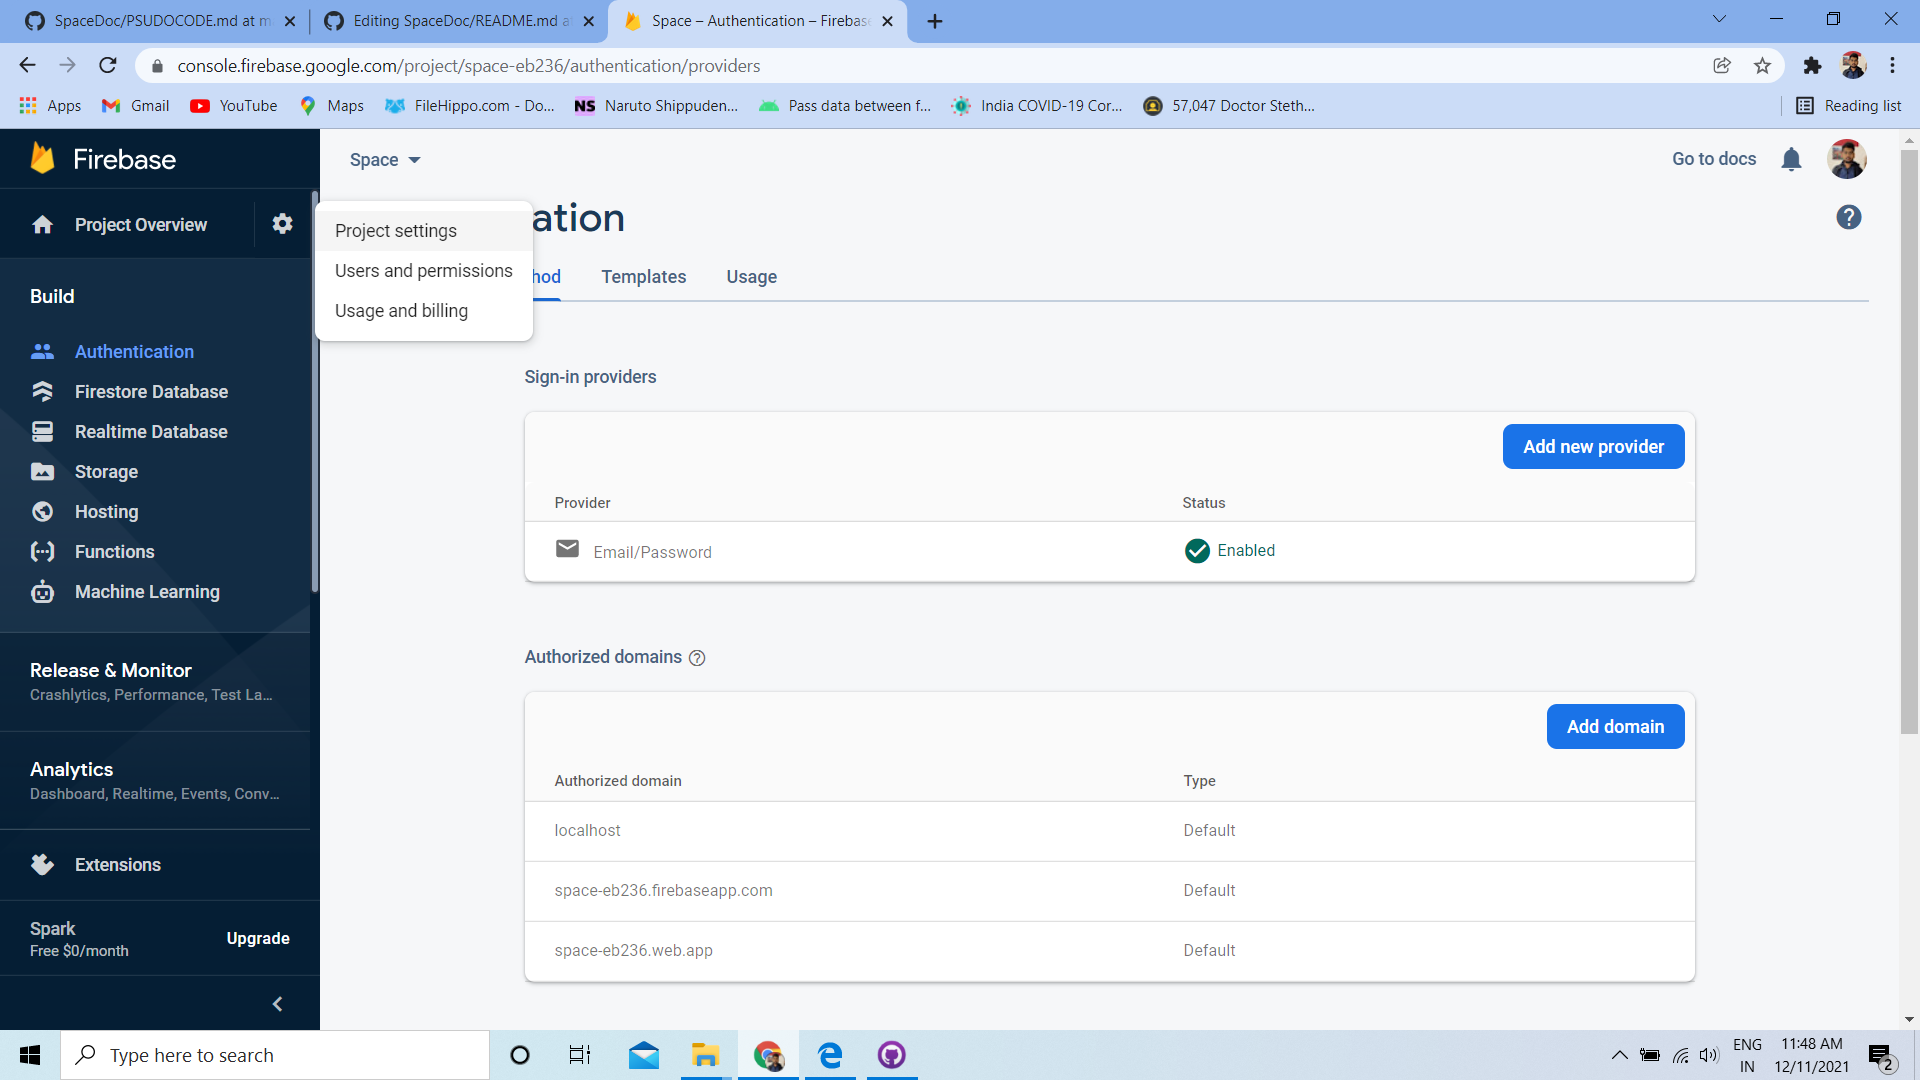 SpaceDoc/PSUDOCODE.md at m
Editing SpaceDoc/README.md at
Space – Authentication – Firebase
console.firebase.google.com/project/space-eb236/authentication/providers
Apps
Gmail
YouTube
Maps
FileHippo.com - Do...
NS Naruto Shippuden...
Pass data between f...
India COVID-19 Cor...
57,047 Doctor Steth...
Reading list
Firebase
Space
Go to docs
Project Overview
Project settings
Users and permissions
Usage and billing
ation
hod
Templates
Usage
Build
Authentication
Firestore Database
Realtime Database
Storage
Hosting
Functions
Machine Learning
Release & Monitor
Crashlytics, Performance, Test La...
Analytics
Dashboard, Realtime, Events, Conv...
Extensions
Spark
Free $0/month
Upgrade
Sign-in providers
Add new provider
Provider
Status
Email/Password
Enabled
Authorized domains
Add domain
Authorized domain
Type
localhost
Default
space-eb236.firebaseapp.com
Default
space-eb236.web.app
Default
Type here to search
ENG
IN
11:48 AM
12/11/2021
2